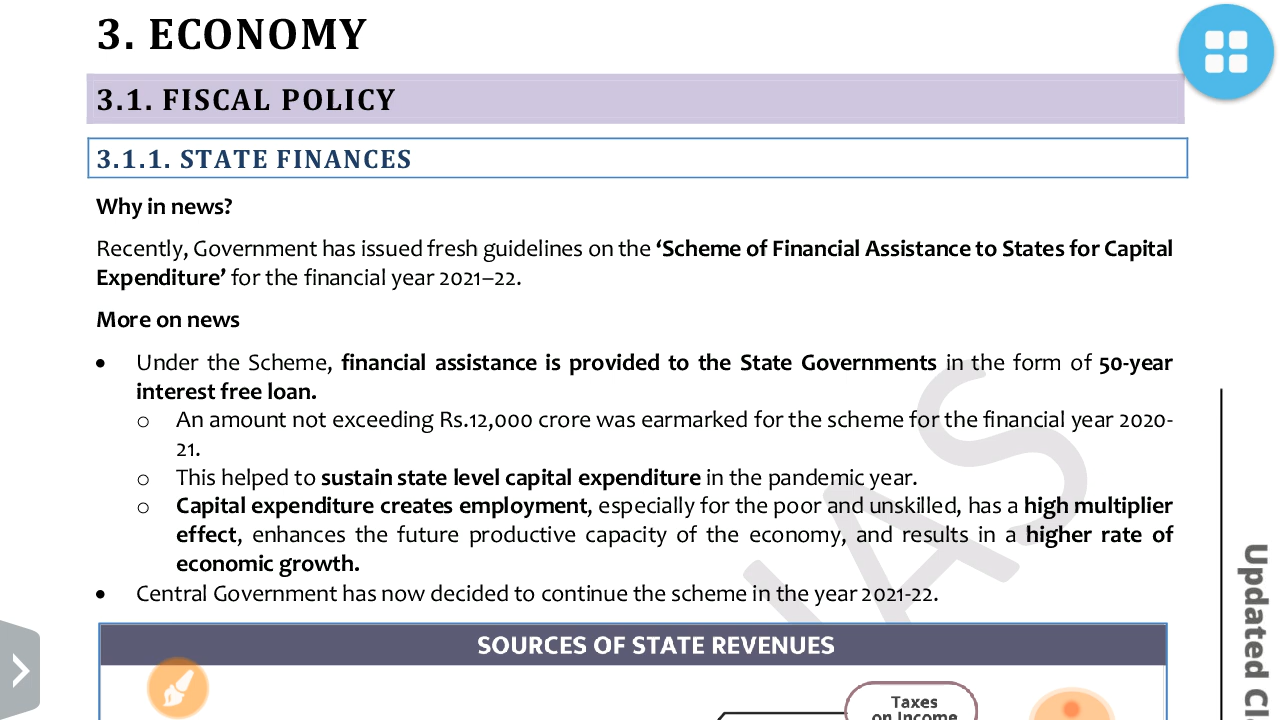 3. ECONOMY
3.1. FISCAL POLICY
3.1.1. STATE FINANCES
Why in news?
Recently, Government has issued fresh guidelines on the ‘Scheme of Financial Assistance to States for Capital
Expenditure’ for the financial year 2021–22.
More on news
• Under the Scheme, financial assistance is provided to the State Governments in the form of 50-year
interest free loan.
o An amount not exceeding Rs.12,000 crore was earmarked for the scheme for the financial year 2020-
21.
o This helped to sustain state level capital expenditure in the pandemic year.
o Capital expenditure creates employment, especially for the poor and unskilled, has a high multiplier
effect, enhances the future productive capacity of the economy, and results in a higher rate of
economic growth.
• Central Government has now decided to continue the scheme in the year 2021-22.
SOURCES OF STATE REVENUES
Taxes
on Income
IAS
Updated